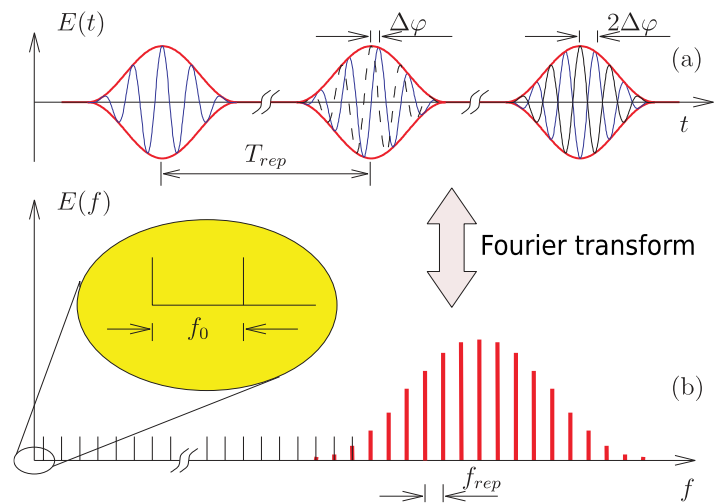 E(t)
Δφ
2Δφ
(a)
t
T_rep
E(f)
Fourier transform
f_0
(b)
f_rep
f